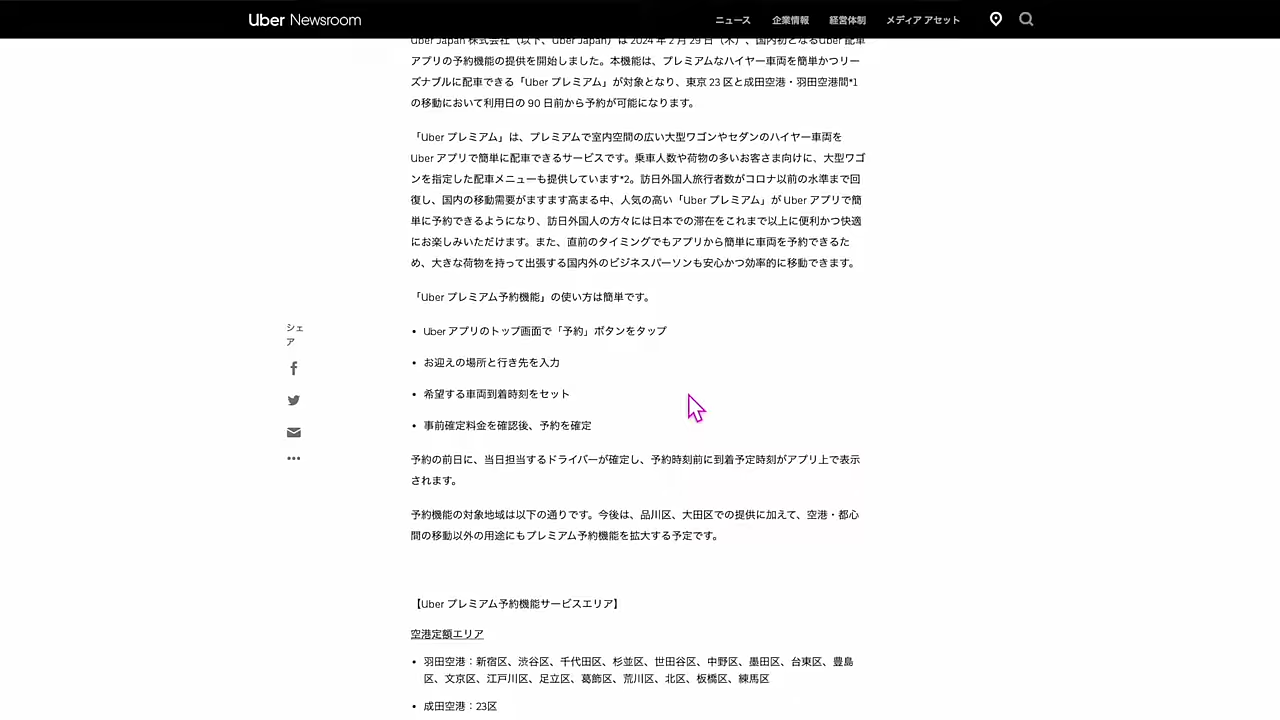 Uber Newsroom
ニュース 企業情報 経営体制 メディア アセット
Uber Japan 株式会社（以下、Uber Japan）は 2024 年 2 月 29 日（木）、国内初となるUber 配車
アプリの予約機能の提供を開始しました。本機能は、プレミアムなハイヤー車両を簡単かつリー
ズナブルに配車できる「Uber プレミアム」が対象となり、東京 23 区と成田空港・羽田空港間*1
の移動において利用日の 90 日前から予約が可能になります。
「Uber プレミアム」は、プレミアムで室内空間の広い大型ワゴンやセダンのハイヤー車両を
Uber アプリで簡単に配車できるサービスです。乗車人数や荷物の多いお客さま向けに、大型ワゴ
ンを指定した配車メニューも提供しています*2。訪日外国人旅行者数がコロナ以前の水準まで回
復し、国内の移動需要がますます高まる中、人気の高い「Uber プレミアム」が Uber アプリで簡
単に予約できるようになり、訪日外国人の方々には日本での滞在をこれまで以上に便利かつ快適
にお楽しみいただけます。また、直前のタイミングでもアプリから簡単に車両を予約できるた
め、大きな荷物を持って出張する国内外のビジネスパーソンも安心かつ効率的に移動できます。
「Uber プレミアム予約機能」の使い方は簡単です。
シェ
ア
• Uber アプリのトップ画面で「予約」ボタンをタップ
• お迎えの場所と行き先を入力
• 希望する車両到着時刻をセット
• 事前確定料金を確認後、予約を確定
予約の前日に、当日担当するドライバーが確定し、予約時刻前に到着予定時刻がアプリ上で表示
されます。
予約機能の対象地域は以下の通りです。今後は、品川区、大田区での提供に加えて、空港・都心
間の移動以外の用途にもプレミアム予約機能を拡大する予定です。
【Uber プレミアム予約機能サービスエリア】
空港定額エリア
• 羽田空港：新宿区、渋谷区、千代田区、杉並区、世田谷区、中野区、墨田区、台東区、豊島
区、文京区、江戸川区、足立区、葛飾区、荒川区、北区、板橋区、練馬区
• 成田空港：23区